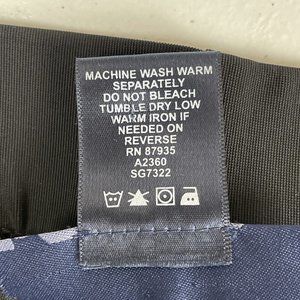 MACHINE WASH WARM
SEPARATELY
DO NOT BLEACH
TUMBLE DRY LOW
WARM IRON IF
NEEDED ON
REVERSE
RN 87935
A2360
SG7322